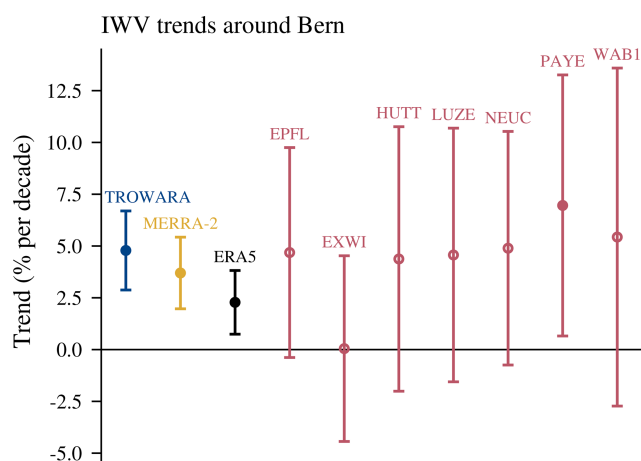 IWV trends around Bern
Trend (% per decade)
12.5
10.0
7.5
5.0
2.5
0.0
-2.5
-5.0
TROWARA
MERRA-2
ERA5
EPFL
EXWI
HUTT
LUZE
NEUC
PAYE
WAB1